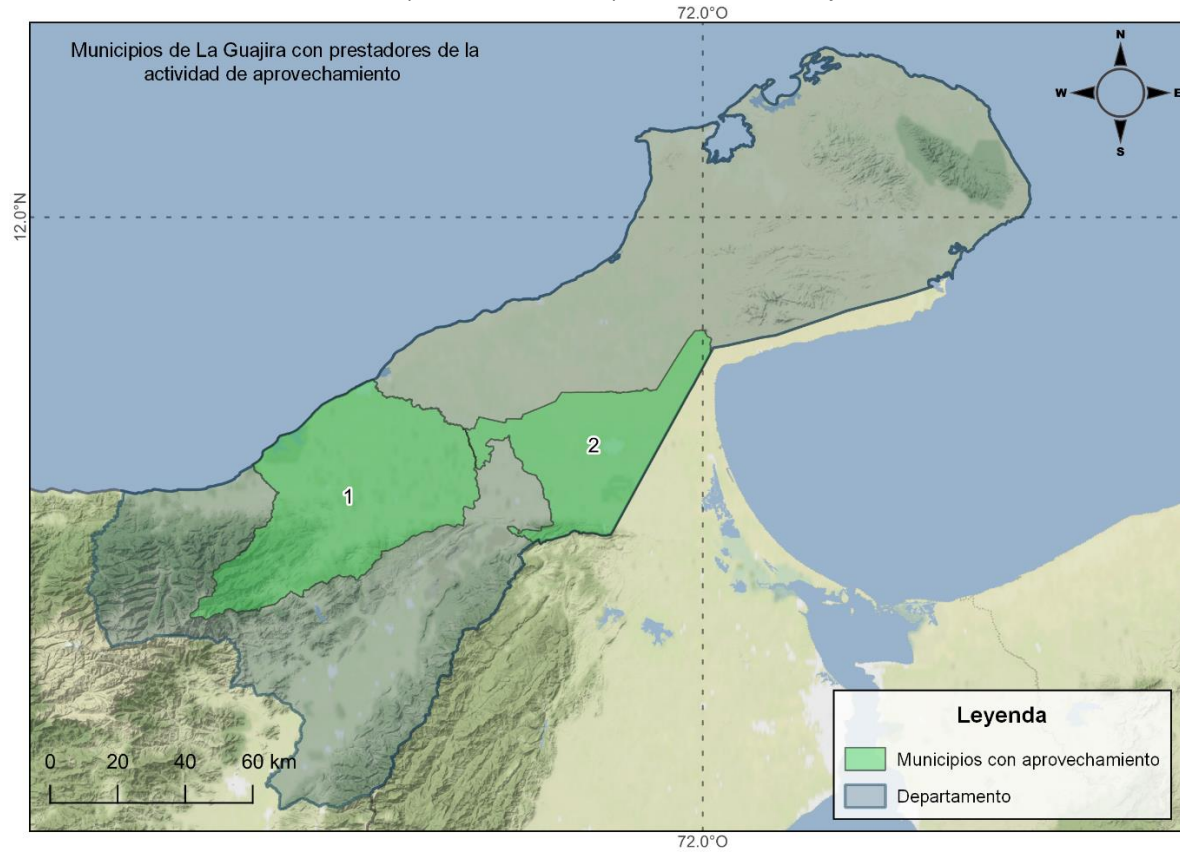 72.0°O
Municipios de La Guajira con prestadores de la
actividad de aprovechamiento
N
W E
S
12.0°N
1
2
Leyenda
Municipios con aprovechamiento
Departamento
0 20 40 60 km
72.0°O